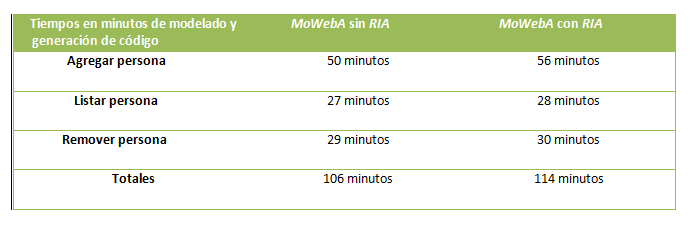 Tiempos en minutos de modelado y MoWebA sin RIA MoWebA con RIA
generación de código
Agregar persona 50 minutos 56 minutos
Listar persona 27 minutos 28 minutos
Remover persona 29 minutos 30 minutos
Totales 106 minutos 114 minutos